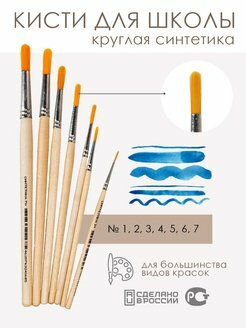 КИСТИ ДЛЯ ШКОЛЫ
круглая синтетика
№ 1, 2, 3, 4, 5, 6, 7
для большинства
видов красок
СДЕЛАНО
В РОССИИ